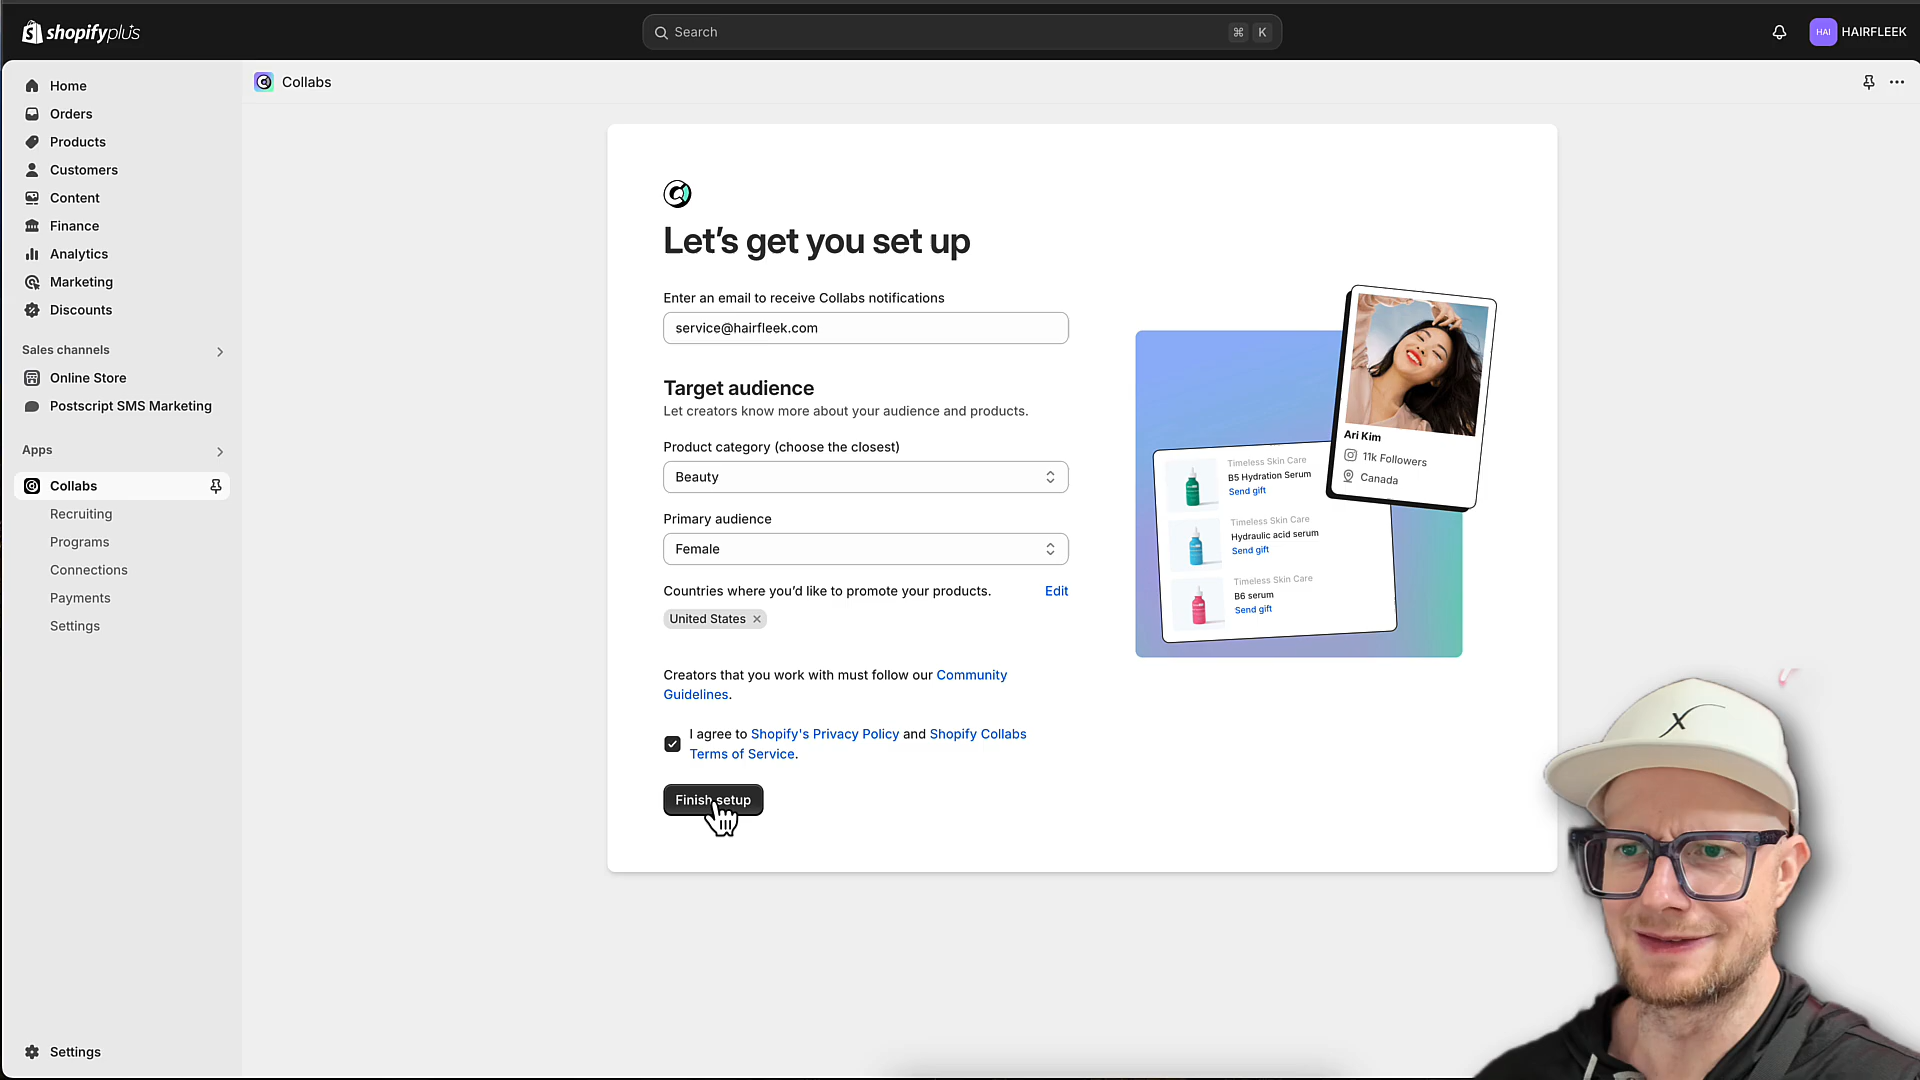 shopifyplus
Search
⌘ K
HAI
HAIRFLEEK
Home
Orders
Products
Customers
Content
Finance
Analytics
Marketing
Discounts
Sales channels
Online Store
Postscript SMS Marketing
Apps
Collabs
Recruiting
Programs
Connections
Payments
Settings
Settings
Collabs
Let’s get you set up
Enter an email to receive Collabs notifications
service@hairfleek.com
Target audience
Let creators know more about your audience and products.
Product category (choose the closest)
Beauty
Primary audience
Female
Countries where you’d like to promote your products.
Edit
United States
Creators that you work with must follow our Community
Guidelines.
I agree to Shopify's Privacy Policy and Shopify Collabs
Terms of Service.
Finish setup
Ari Kim
11k Followers
Canada
Timeless Skin Care
B5 Hydration Serum
Send gift
Timeless Skin Care
Hydraulic acid serum
Send gift
Timeless Skin Care
B6 serum
Send gift
X